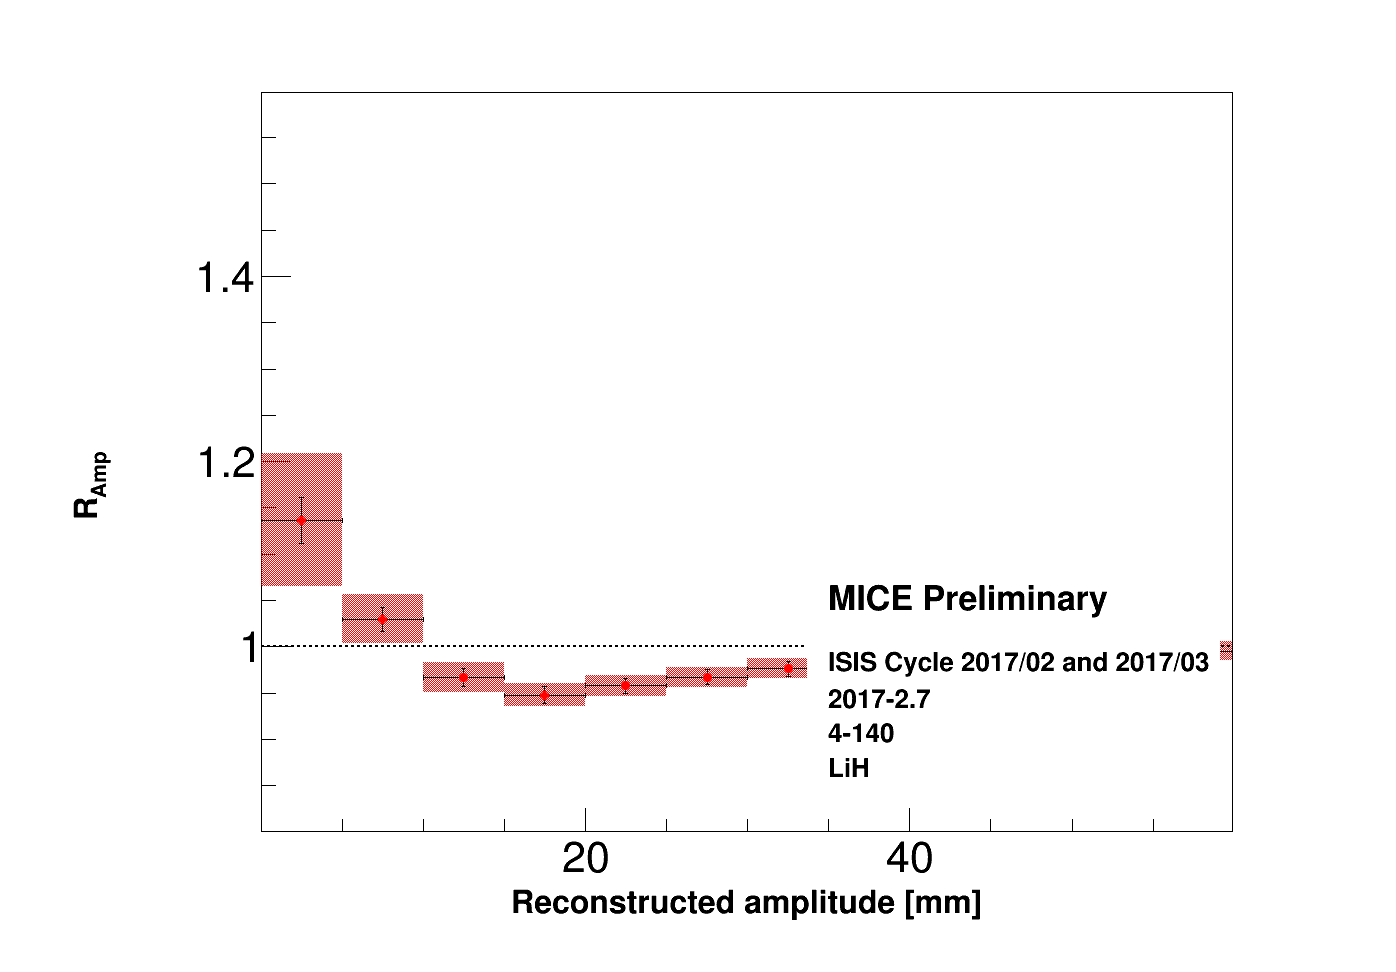 1.4
1.2
R_Amp
1
MICE Preliminary
ISIS Cycle 2017/02 and 2017/03
2017-2.7
4-140
LiH
20 40
Reconstructed amplitude [mm]